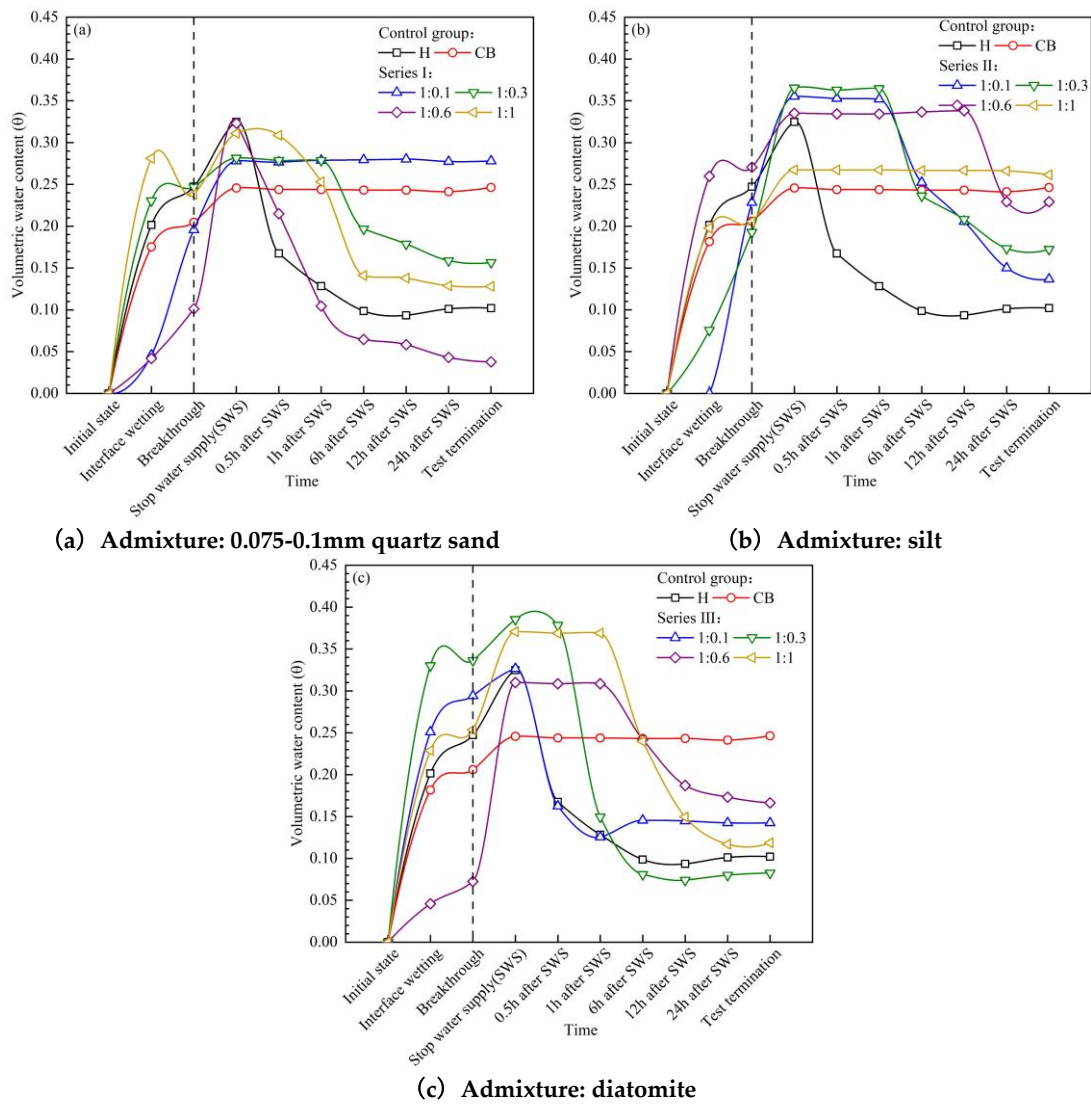 (a)
Control group:
H CB
Series I:
1:0.1 1:0.3
1:0.6 1:1
0.45
0.40
0.35
0.30
0.25
0.20
0.15
0.10
0.05
0.00
Volumetric water content (θ)
Initial state
Interface wetting
Breakthrough
Stop water supply(SWS)
0.5h after SWS
1h after SWS
6h after SWS
12h after SWS
24h after SWS
Test termination
Time
(a) Admixture: 0.075-0.1mm quartz sand
(b)
Control group:
H CB
Series II:
1:0.1 1:0.3
1:0.6 1:1
0.45
0.40
0.35
0.30
0.25
0.20
0.15
0.10
0.05
0.00
Volumetric water content (θ)
Initial state
Interface wetting
Breakthrough
Stop water supply(SWS)
0.5h after SWS
1h after SWS
6h after SWS
12h after SWS
24h after SWS
Test termination
Time
(b) Admixture: silt
(c)
Control group:
H CB
Series III:
1:0.1 1:0.3
1:0.6 1:1
0.45
0.40
0.35
0.30
0.25
0.20
0.15
0.10
0.05
0.00
Volumetric water content (θ)
Initial state
Interface wetting
Breakthrough
Stop water supply(SWS)
0.5h after SWS
1h after SWS
6h after SWS
12h after SWS
24h after SWS
Test termination
Time
(c) Admixture: diatomite